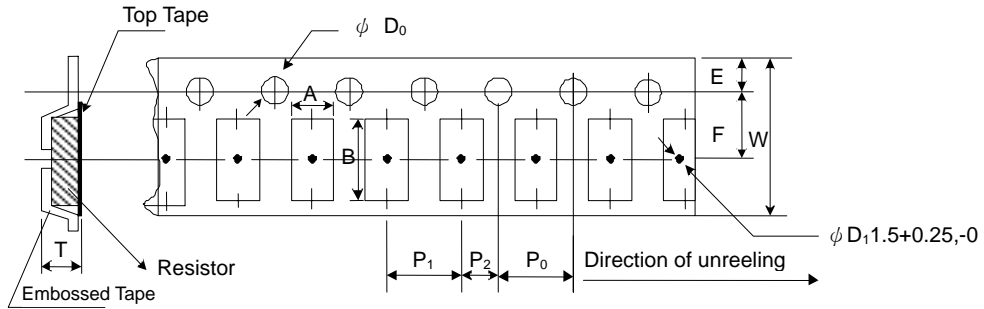 Top Tape
ϕ D₀
E
A
F
W
B
ϕ D₁1.5+0.25,-0
T
P₁
P₂
P₀
Direction of unreeling
Resistor
Embossed Tape